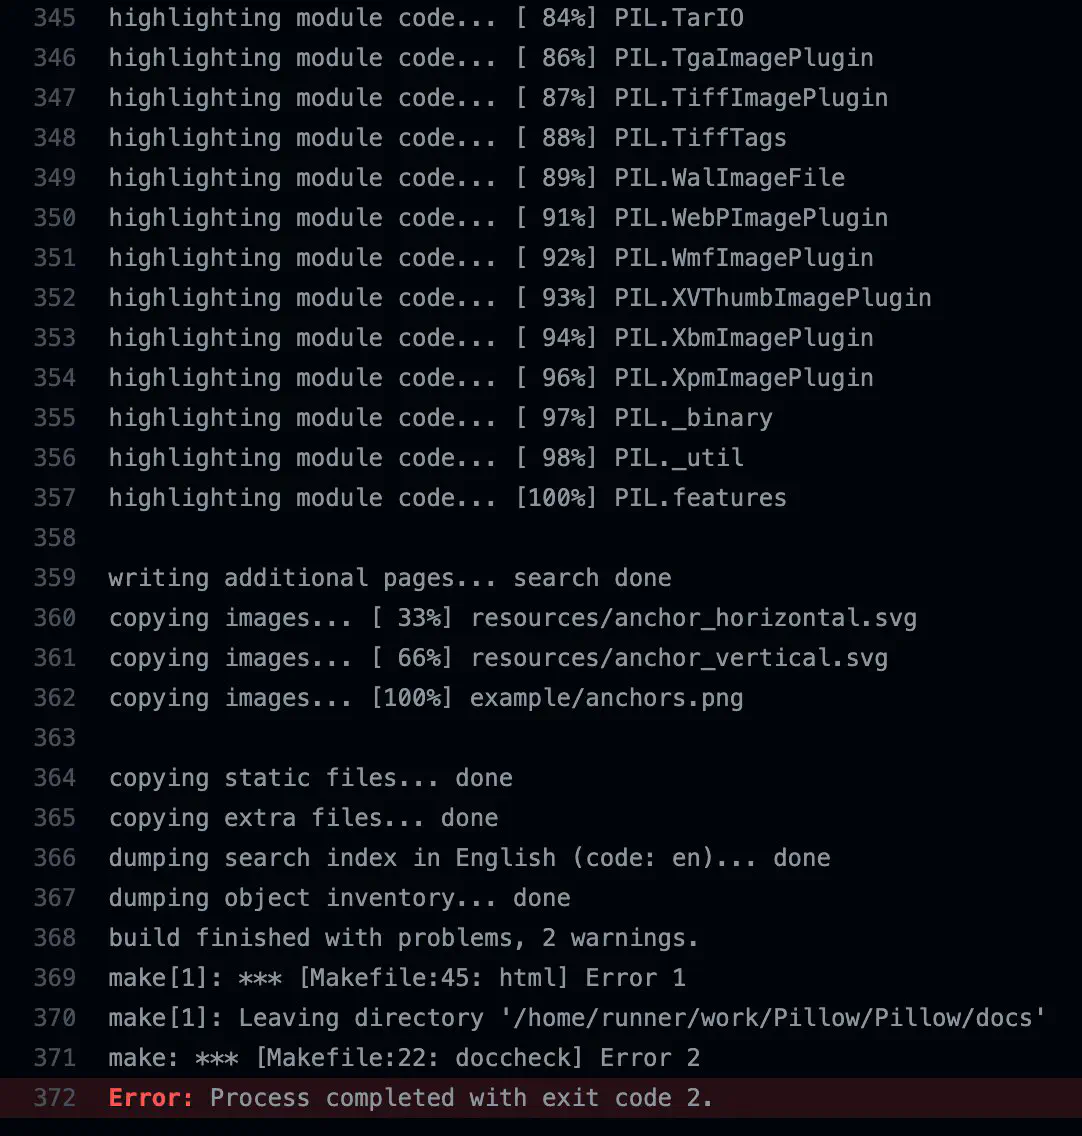 345 highlighting module code... [ 84%] PIL.TarIO
346 highlighting module code... [ 86%] PIL.TgaImagePlugin
347 highlighting module code... [ 87%] PIL.TiffImagePlugin
348 highlighting module code... [ 88%] PIL.TiffTags
349 highlighting module code... [ 89%] PIL.WalImageFile
350 highlighting module code... [ 91%] PIL.WebPImagePlugin
351 highlighting module code... [ 92%] PIL.WmfImagePlugin
352 highlighting module code... [ 93%] PIL.XVThumbImagePlugin
353 highlighting module code... [ 94%] PIL.XbmImagePlugin
354 highlighting module code... [ 96%] PIL.XpmImagePlugin
355 highlighting module code... [ 97%] PIL._binary
356 highlighting module code... [ 98%] PIL._util
357 highlighting module code... [100%] PIL.features
358
359 writing additional pages... search done
360 copying images... [ 33%] resources/anchor_horizontal.svg
361 copying images... [ 66%] resources/anchor_vertical.svg
362 copying images... [100%] example/anchors.png
363
364 copying static files... done
365 copying extra files... done
366 dumping search index in English (code: en)... done
367 dumping object inventory... done
368 build finished with problems, 2 warnings.
369 make[1]: *** [Makefile:45: html] Error 1
370 make[1]: Leaving directory '/home/runner/work/Pillow/Pillow/docs'
371 make: *** [Makefile:22: doccheck] Error 2
372 Error: Process completed with exit code 2.